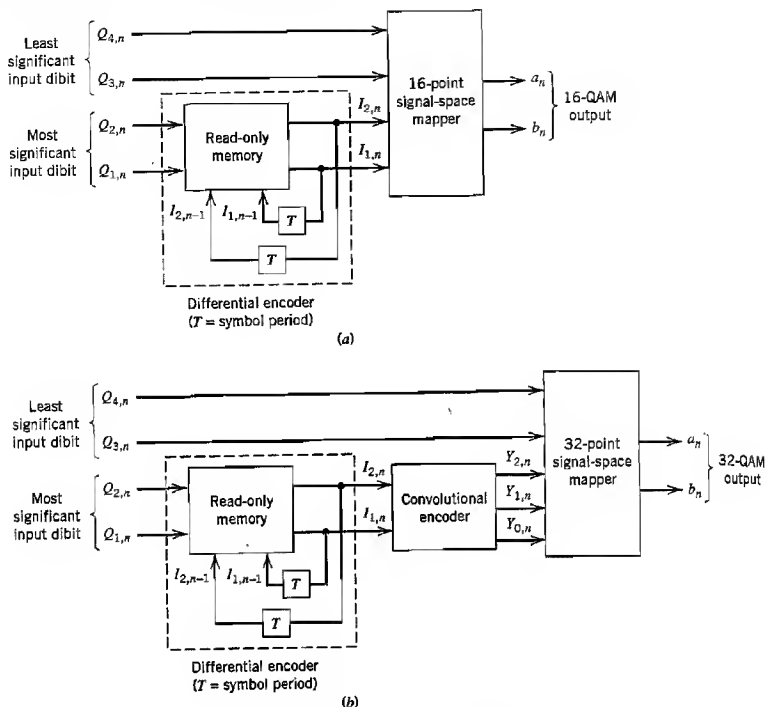 Least
significant
input dibit
Q4,n
Q3,n
Most
significant
input dibit
Q2,n
Q1,n
Read-only
memory
I2,n
I1,n
I2,n−1
I1,n−1
T
T
16-point
signal-space
mapper
an
bn
16-QAM
output
Differential encoder
(T = symbol period)
(a)
Least
significant
input dibit
Q4,n
Q3,n
Most
significant
input dibit
Q2,n
Q1,n
Read-only
memory
I2,n
I1,n
I2,n−1
I1,n−1
T
T
Convolutional
encoder
Y2,n
Y1,n
Y0,n
32-point
signal-space
mapper
an
bn
32-QAM
output
Differential encoder
(T = symbol period)
(b)